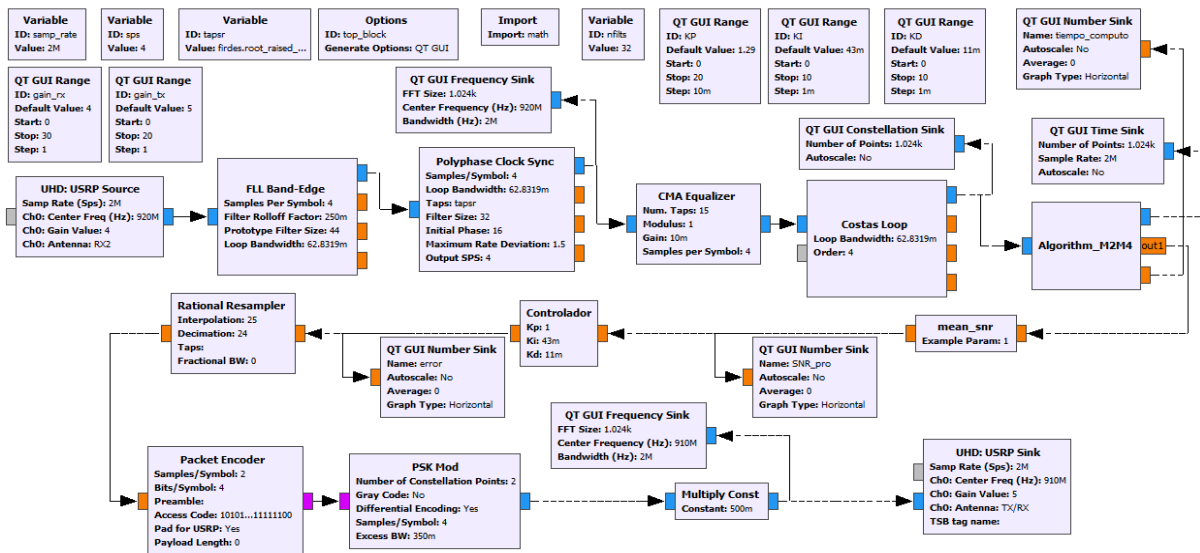 Variable
ID: samp_rate
Value: 2M
Variable
ID: sps
Value: 4
Variable
ID: tapsr
Value: firdes.root_raised_...
Options
ID: top_block
Generate Options: QT GUI
Import
Import: math
Variable
ID: nfilts
Value: 32
QT GUI Range
ID: KP
Default Value: 1.29
Start: 0
Stop: 20
Step: 10m
QT GUI Range
ID: KI
Default Value: 43m
Start: 0
Stop: 10
Step: 1m
QT GUI Range
ID: KD
Default Value: 11m
Start: 0
Stop: 10
Step: 1m
QT GUI Number Sink
Name: tiempo_computo
Autoscale: No
Average: 0
Graph Type: Horizontal
QT GUI Range
ID: gain_rx
Default Value: 4
Start: 0
Stop: 30
Step: 1
QT GUI Range
ID: gain_tx
Default Value: 5
Start: 0
Stop: 20
Step: 1
QT GUI Frequency Sink
FFT Size: 1.024k
Center Frequency (Hz): 920M
Bandwidth (Hz): 2M
QT GUI Constellation Sink
Number of Points: 1.024k
Autoscale: No
QT GUI Time Sink
Number of Points: 1.024k
Sample Rate: 2M
Autoscale: No
UHD: USRP Source
Samp Rate (Sps): 2M
Ch0: Center Freq (Hz): 920M
Ch0: Gain Value: 4
Ch0: Antenna: RX2
FLL Band-Edge
Samples Per Symbol: 4
Filter Rolloff Factor: 250m
Prototype Filter Size: 44
Loop Bandwidth: 62.8319m
Polyphase Clock Sync
Samples/Symbol: 4
Loop Bandwidth: 62.8319m
Taps: tapsr
Filter Size: 32
Initial Phase: 16
Maximum Rate Deviation: 1.5
Output SPS: 4
CMA Equalizer
Num. Taps: 15
Modulus: 1
Gain: 10m
Samples per Symbol: 4
Costas Loop
Loop Bandwidth: 62.8319m
Order: 4
Algorithm_M2M4
out1
Rational Resampler
Interpolation: 25
Decimation: 24
Taps:
Fractional BW: 0
Controlador
Kp: 1
Ki: 43m
Kd: 11m
mean_snr
Example Param: 1
QT GUI Number Sink
Name: error
Autoscale: No
Average: 0
Graph Type: Horizontal
QT GUI Number Sink
Name: SNR_pro
Autoscale: No
Average: 0
Graph Type: Horizontal
QT GUI Frequency Sink
FFT Size: 1.024k
Center Frequency (Hz): 910M
Bandwidth (Hz): 2M
Packet Encoder
Samples/Symbol: 2
Bits/Symbol: 4
Preamble:
Access Code: 10101...11111100
Pad for USRP: Yes
Payload Length: 0
PSK Mod
Number of Constellation Points: 2
Gray Code: No
Differential Encoding: Yes
Samples/Symbol: 4
Excess BW: 350m
Multiply Const
Constant: 500m
UHD: USRP Sink
Samp Rate (Sps): 2M
Ch0: Center Freq (Hz): 910M
Ch0: Gain Value: 5
Ch0: Antenna: TX/RX
TSB tag name: